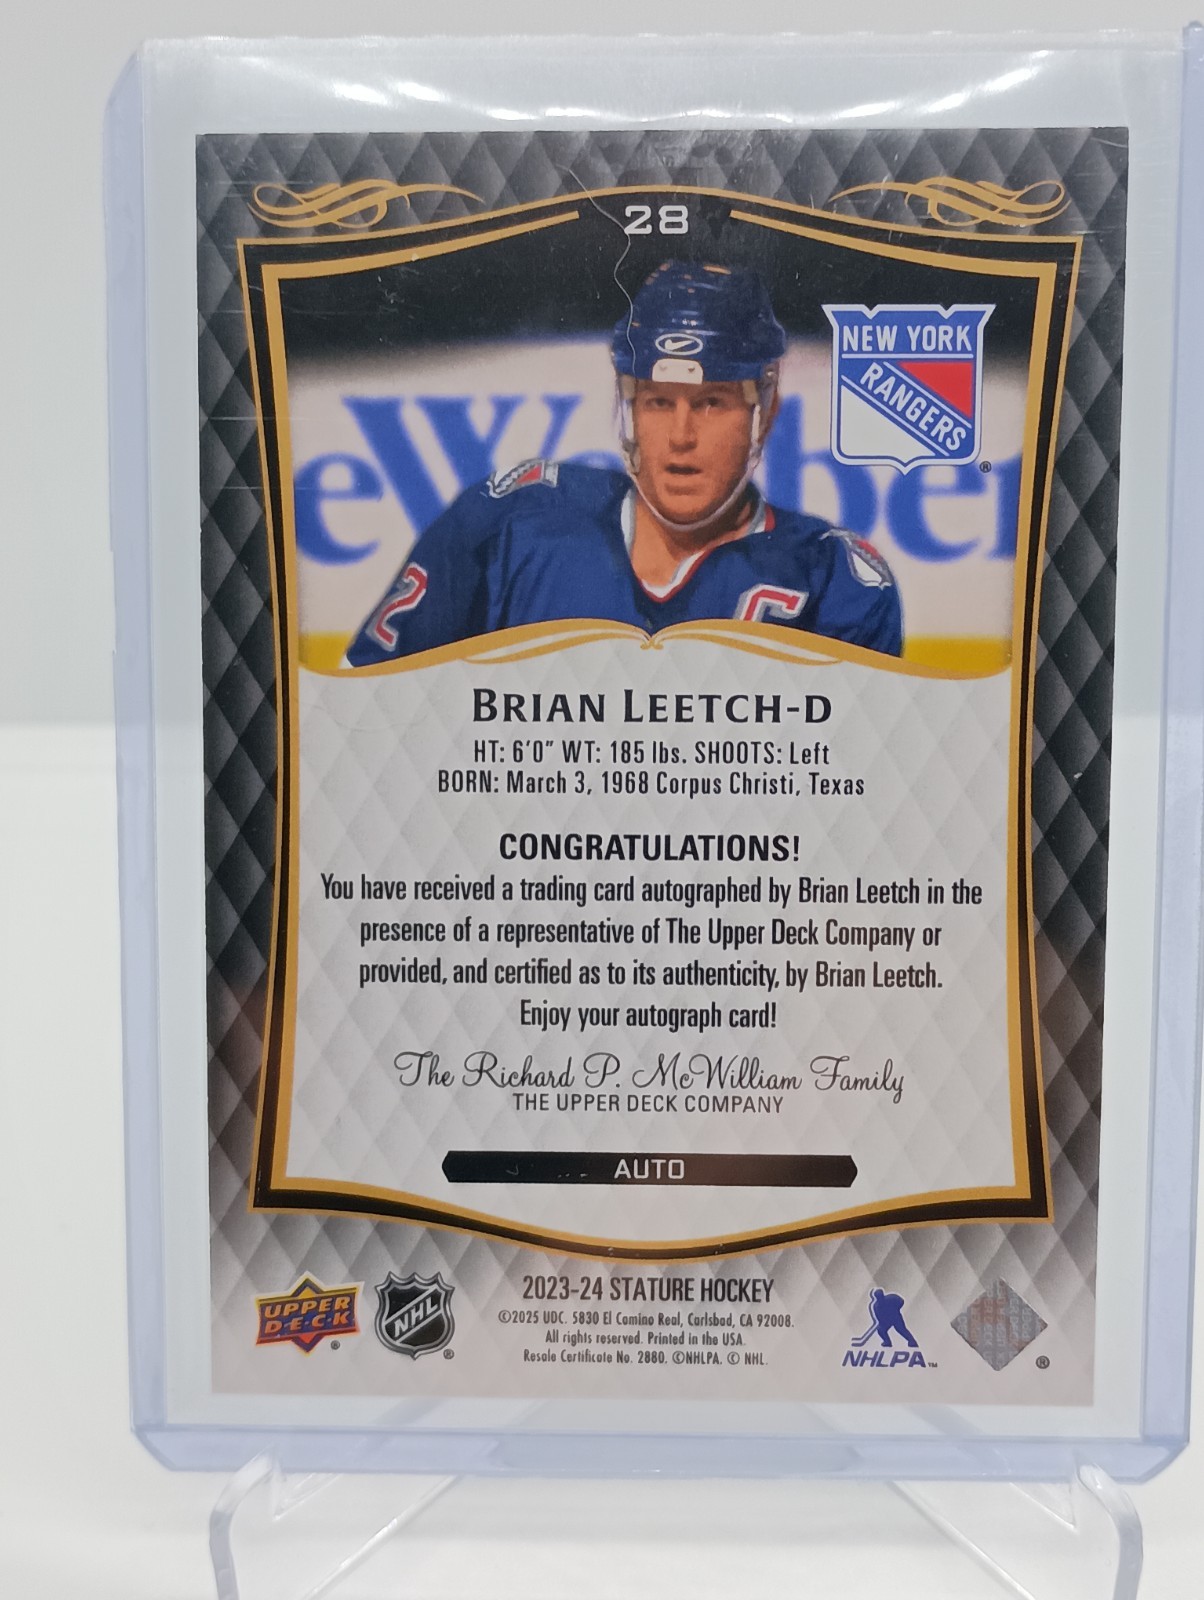 28
NEW YORK
RANGERS
®
eWe ber
2
C
BRIAN LEETCH-D
HT: 6'0" WT: 185 lbs. SHOOTS: Left
BORN: March 3, 1968 Corpus Christi, Texas
CONGRATULATIONS!
You have received a trading card autographed by Brian Leetch in the
presence of a representative of The Upper Deck Company or
provided, and certified as to its authenticity, by Brian Leetch.
Enjoy your autograph card!
The Richard P. McWilliam Family
THE UPPER DECK COMPANY
AUTO
UPPER
D·E·C·K
®
NHL
®
2023-24 STATURE HOCKEY
©2025 UDC. 5830 El Camino Real, Carlsbad, CA 92008.
All rights reserved. Printed in the USA.
Resale Certificate No. 2880. ©NHLPA. © NHL.
NHLPA™
®